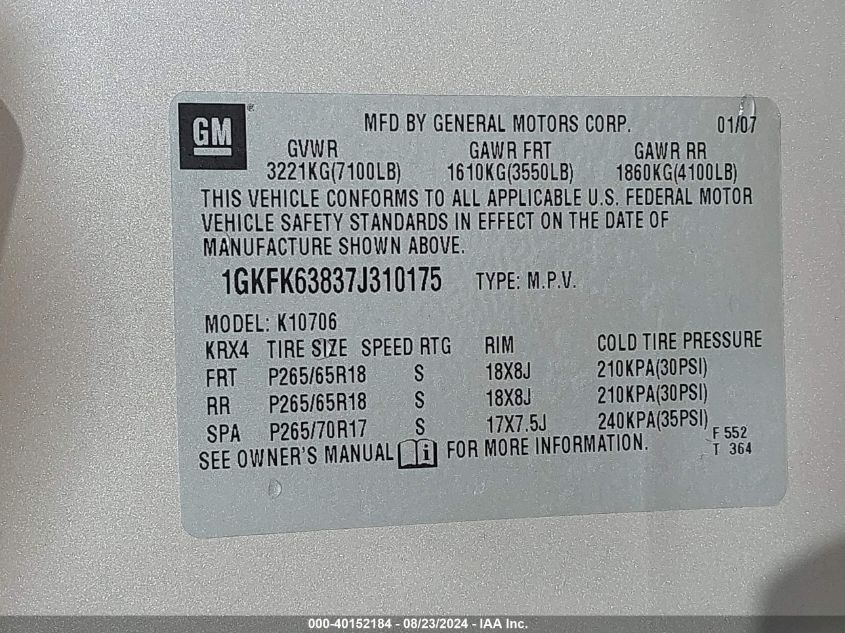 GM ®
MFD BY GENERAL MOTORS CORP. 01/07
GVWR GAWR FRT GAWR RR
3221KG(7100LB) 1610KG(3550LB) 1860KG(4100LB)
THIS VEHICLE CONFORMS TO ALL APPLICABLE U.S. FEDERAL MOTOR
VEHICLE SAFETY STANDARDS IN EFFECT ON THE DATE OF
MANUFACTURE SHOWN ABOVE.
1GKFK63837J310175 TYPE: M.P.V.
MODEL: K10706
KRX4 TIRE SIZE SPEED RTG RIM COLD TIRE PRESSURE
FRT P265/65R18 S 18X8J 210KPA(30PSI)
RR P265/65R18 S 18X8J 210KPA(30PSI)
SPA P265/70R17 S 17X7.5J 240KPA(35PSI)
F 552
SEE OWNER'S MANUAL i FOR MORE INFORMATION. T 364
000-40152184 - 08/23/2024 - IAA Inc.